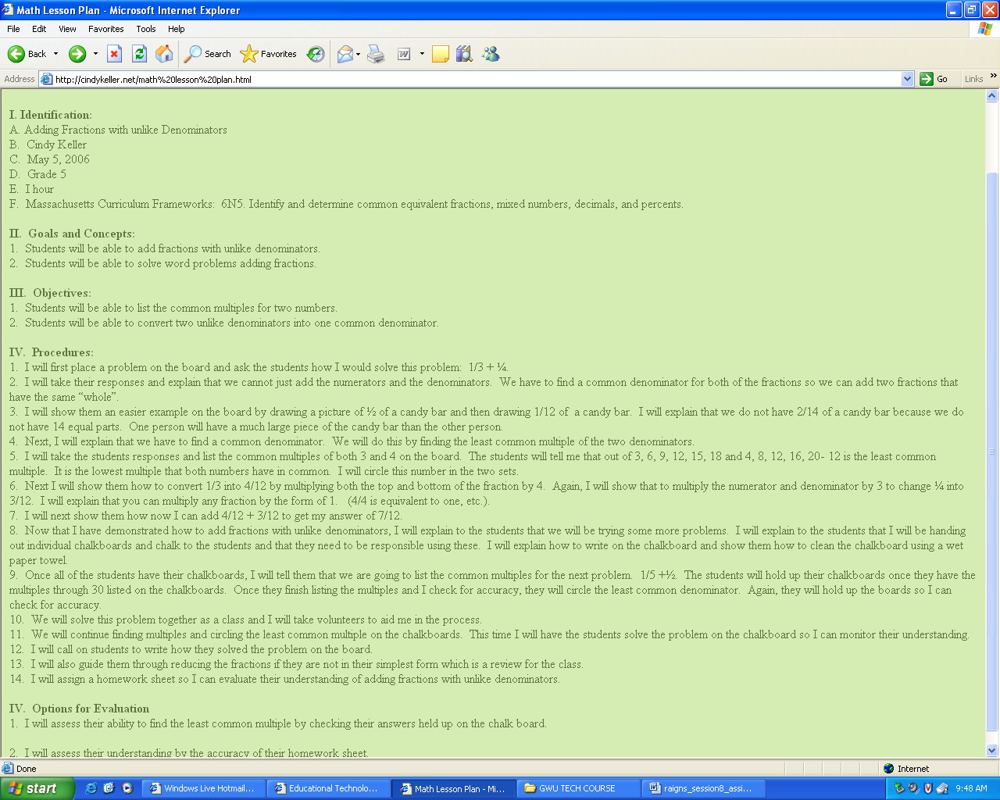 Math Lesson Plan - Microsoft Internet Explorer
File Edit View Favorites Tools Help
Back Search Favorites
Address http://cindykeller.net/math%20lesson%20plan.html Go Links »
I. Identification:
A. Adding Fractions with unlike Denominators
B. Cindy Keller
C. May 5, 2006
D. Grade 5
E. I hour
F. Massachusetts Curriculum Frameworks: 6N5. Identify and determine common equivalent fractions, mixed numbers, decimals, and percents.
II. Goals and Concepts:
1. Students will be able to add fractions with unlike denominators.
2. Students will be able to solve word problems adding fractions.
III. Objectives:
1. Students will be able to list the common multiples for two numbers.
2. Students will be able to convert two unlike denominators into one common denominator.
IV. Procedures:
1. I will first place a problem on the board and ask the students how I would solve this problem: 1/3 + ¼.
2. I will take their responses and explain that we cannot just add the numerators and the denominators. We have to find a common denominator for both of the fractions so we can add two fractions that
have the same “whole”.
3. I will show them an easier example on the board by drawing a picture of ½ of a candy bar and then drawing 1/12 of a candy bar. I will explain that we do not have 2/14 of a candy bar because we do
not have 14 equal parts. One person will have a much large piece of the candy bar than the other person.
4. Next, I will explain that we have to find a common denominator. We will do this by finding the least common multiple of the two denominators.
5. I will take the students responses and list the common multiples of both 3 and 4 on the board. The students will tell me that out of 3, 6, 9, 12, 15, 18 and 4, 8, 12, 16, 20- 12 is the least common
multiple. It is the lowest multiple that both numbers have in common. I will circle this number in the two sets.
6. Next I will show them how to convert 1/3 into 4/12 by multiplying both the top and bottom of the fraction by 4. Again, I will show that to multiply the numerator and denominator by 3 to change ¼ into
3/12. I will explain that you can multiply any fraction by the form of 1. (4/4 is equivalent to one, etc.).
7. I will next show them how now I can add 4/12 + 3/12 to get my answer of 7/12.
8. Now that I have demonstrated how to add fractions with unlike denominators, I will explain to the students that we will be trying some more problems. I will explain to the students that I will be handing
out individual chalkboards and chalk to the students and that they need to be responsible using these. I will explain how to write on the chalkboard and show them how to clean the chalkboard using a wet
paper towel.
9. Once all of the students have their chalkboards, I will tell them that we are going to list the common multiples for the next problem. 1/5 +½. The students will hold up their chalkboards once they have the
multiples through 30 listed on the chalkboards. Once they finish listing the multiples and I check for accuracy, they will circle the least common denominator. Again, they will hold up the boards so I can
check for accuracy.
10. We will solve this problem together as a class and I will take volunteers to aid me in the process.
11. We will continue finding multiples and circling the least common multiple on the chalkboards. This time I will have the students solve the problem on the chalkboard so I can monitor their understanding.
12. I will call on students to write how they solved the problem on the board.
13. I will also guide them through reducing the fractions if they are not in their simplest form which is a review for the class.
14. I will assign a homework sheet so I can evaluate their understanding of adding fractions with unlike denominators.
IV. Options for Evaluation
1. I will assess their ability to find the least common multiple by checking their answers held up on the chalk board.
2. I will assess their understanding by the accuracy of their homework sheet.
Done Internet
start Windows Live Hotmail... Educational Technolo... Math Lesson Plan - Mi... GWU TECH COURSE raigns_session8_assi... 9:48 AM